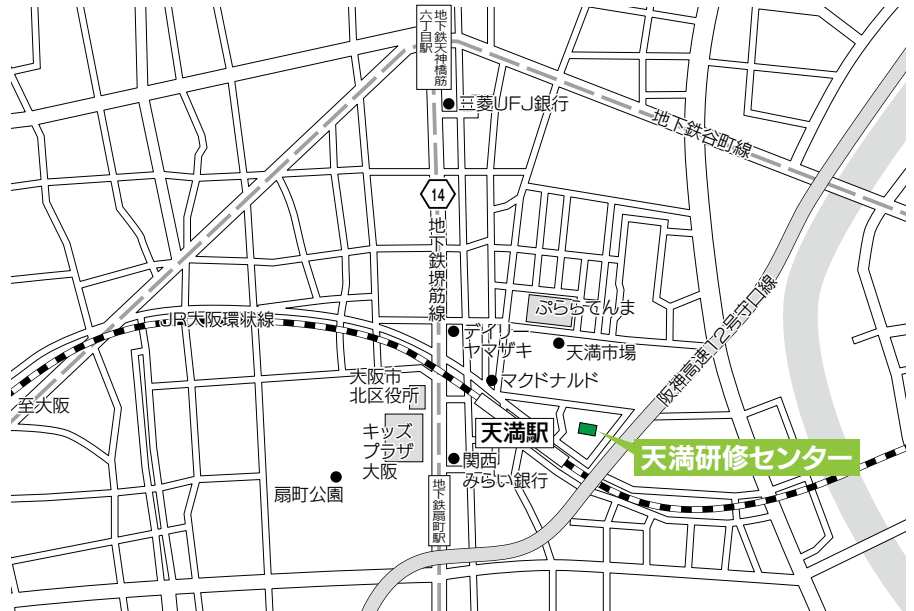 地下鉄天神橋筋
六丁目駅
三菱UFJ銀行
地下鉄谷町線
14
地下鉄堺筋線
ぷららてんま
阪神高速12号守口線
JR大阪環状線
デイリー
ヤマザキ
天満市場
大阪市
北区役所
マクドナルド
至大阪
キッズ
プラザ
大阪
天満駅
天満研修センター
関西
みらい銀行
扇町公園
地下鉄扇町駅